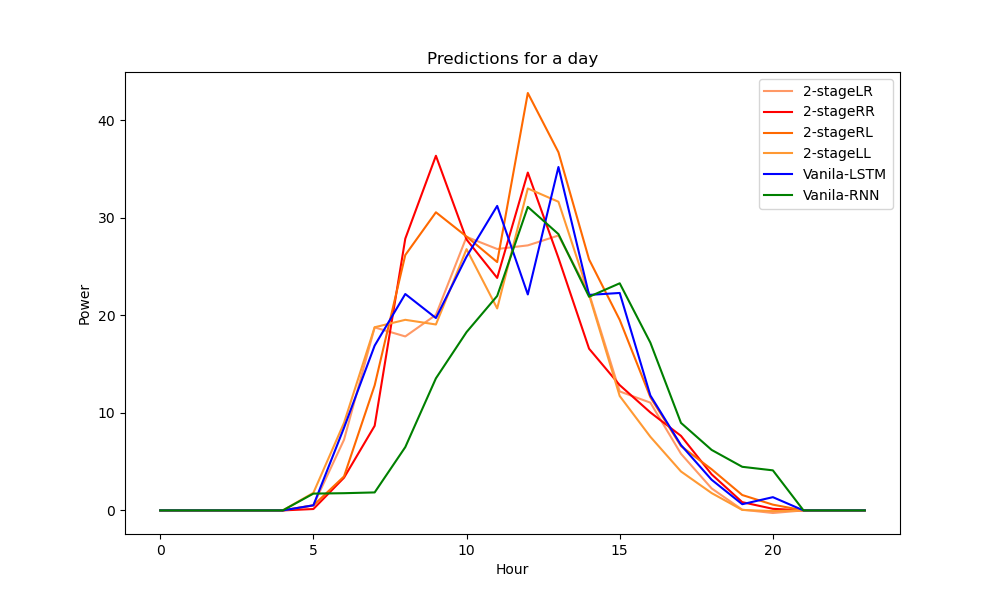 Predictions for a day
2-stageLR
2-stageRR
2-stageRL
2-stageLL
Vanila-LSTM
Vanila-RNN
Power
40
30
20
10
0
0 5 10 15 20
Hour